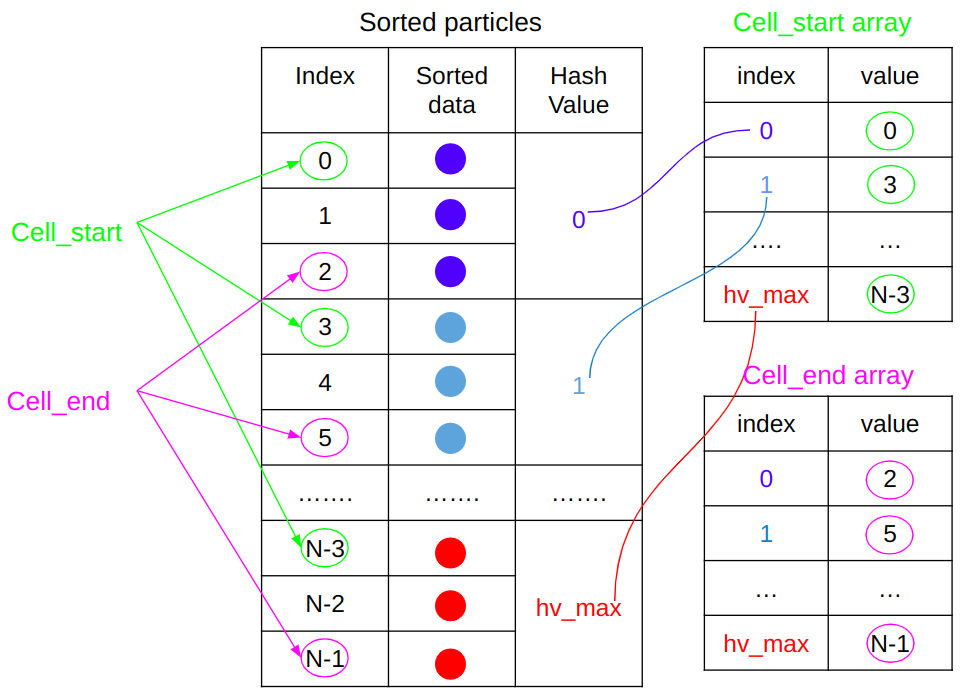 Sorted particles
Index Sorted data Hash Value
0
1
2
0
3
4
5
1
……. ……. …….
N-3
N-2
N-1
hv_max
Cell_start
Cell_end
Cell_start array
index value
0 0
1 3
…. …
hv_max N-3
Cell_end array
index value
0 2
1 5
… …
hv_max N-1